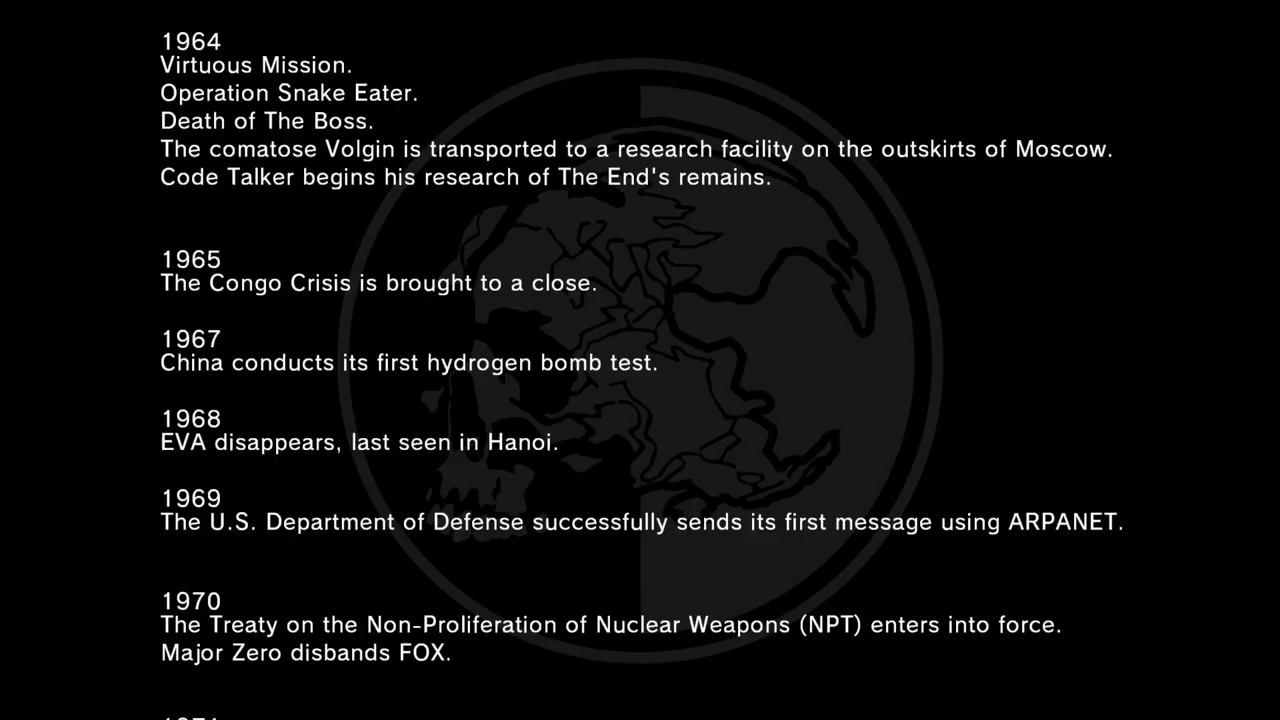 1964
Virtuous Mission.
Operation Snake Eater.
Death of The Boss.
The comatose Volgin is transported to a research facility on the outskirts of Moscow.
Code Talker begins his research of The End's remains.
1965
The Congo Crisis is brought to a close.
1967
China conducts its first hydrogen bomb test.
1968
EVA disappears, last seen in Hanoi.
1969
The U.S. Department of Defense successfully sends its first message using ARPANET.
1970
The Treaty on the Non-Proliferation of Nuclear Weapons (NPT) enters into force.
Major Zero disbands FOX.